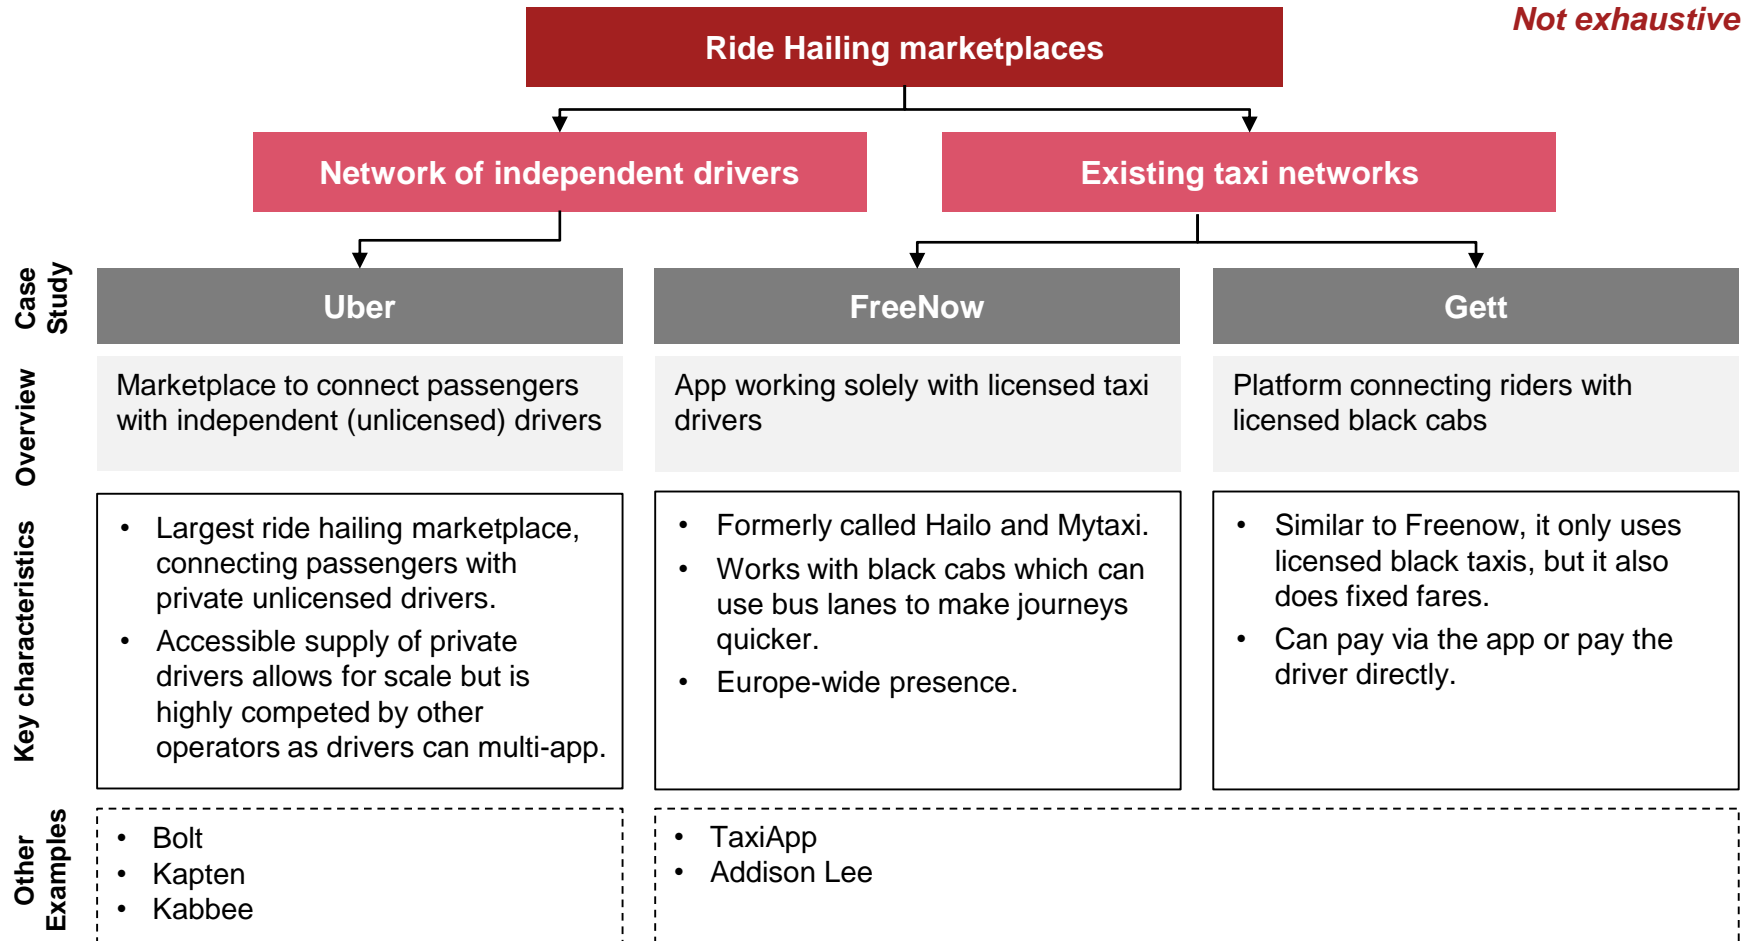 Not exhaustive
Ride Hailing marketplaces
Network of independent drivers
Existing taxi networks
Case
Study
Uber
FreeNow
Gett
Overview
Marketplace to connect passengers
with independent (unlicensed) drivers
App working solely with licensed taxi
drivers
Platform connecting riders with
licensed black cabs
Key characteristics
• Largest ride hailing marketplace,
connecting passengers with
private unlicensed drivers.
• Accessible supply of private
drivers allows for scale but is
highly competed by other
operators as drivers can multi-app.
• Formerly called Hailo and Mytaxi.
• Works with black cabs which can
use bus lanes to make journeys
quicker.
• Europe-wide presence.
• Similar to Freenow, it only uses
licensed black taxis, but it also
does fixed fares.
• Can pay via the app or pay the
driver directly.
Other
Examples
• Bolt
• Kapten
• Kabbee
• TaxiApp
• Addison Lee